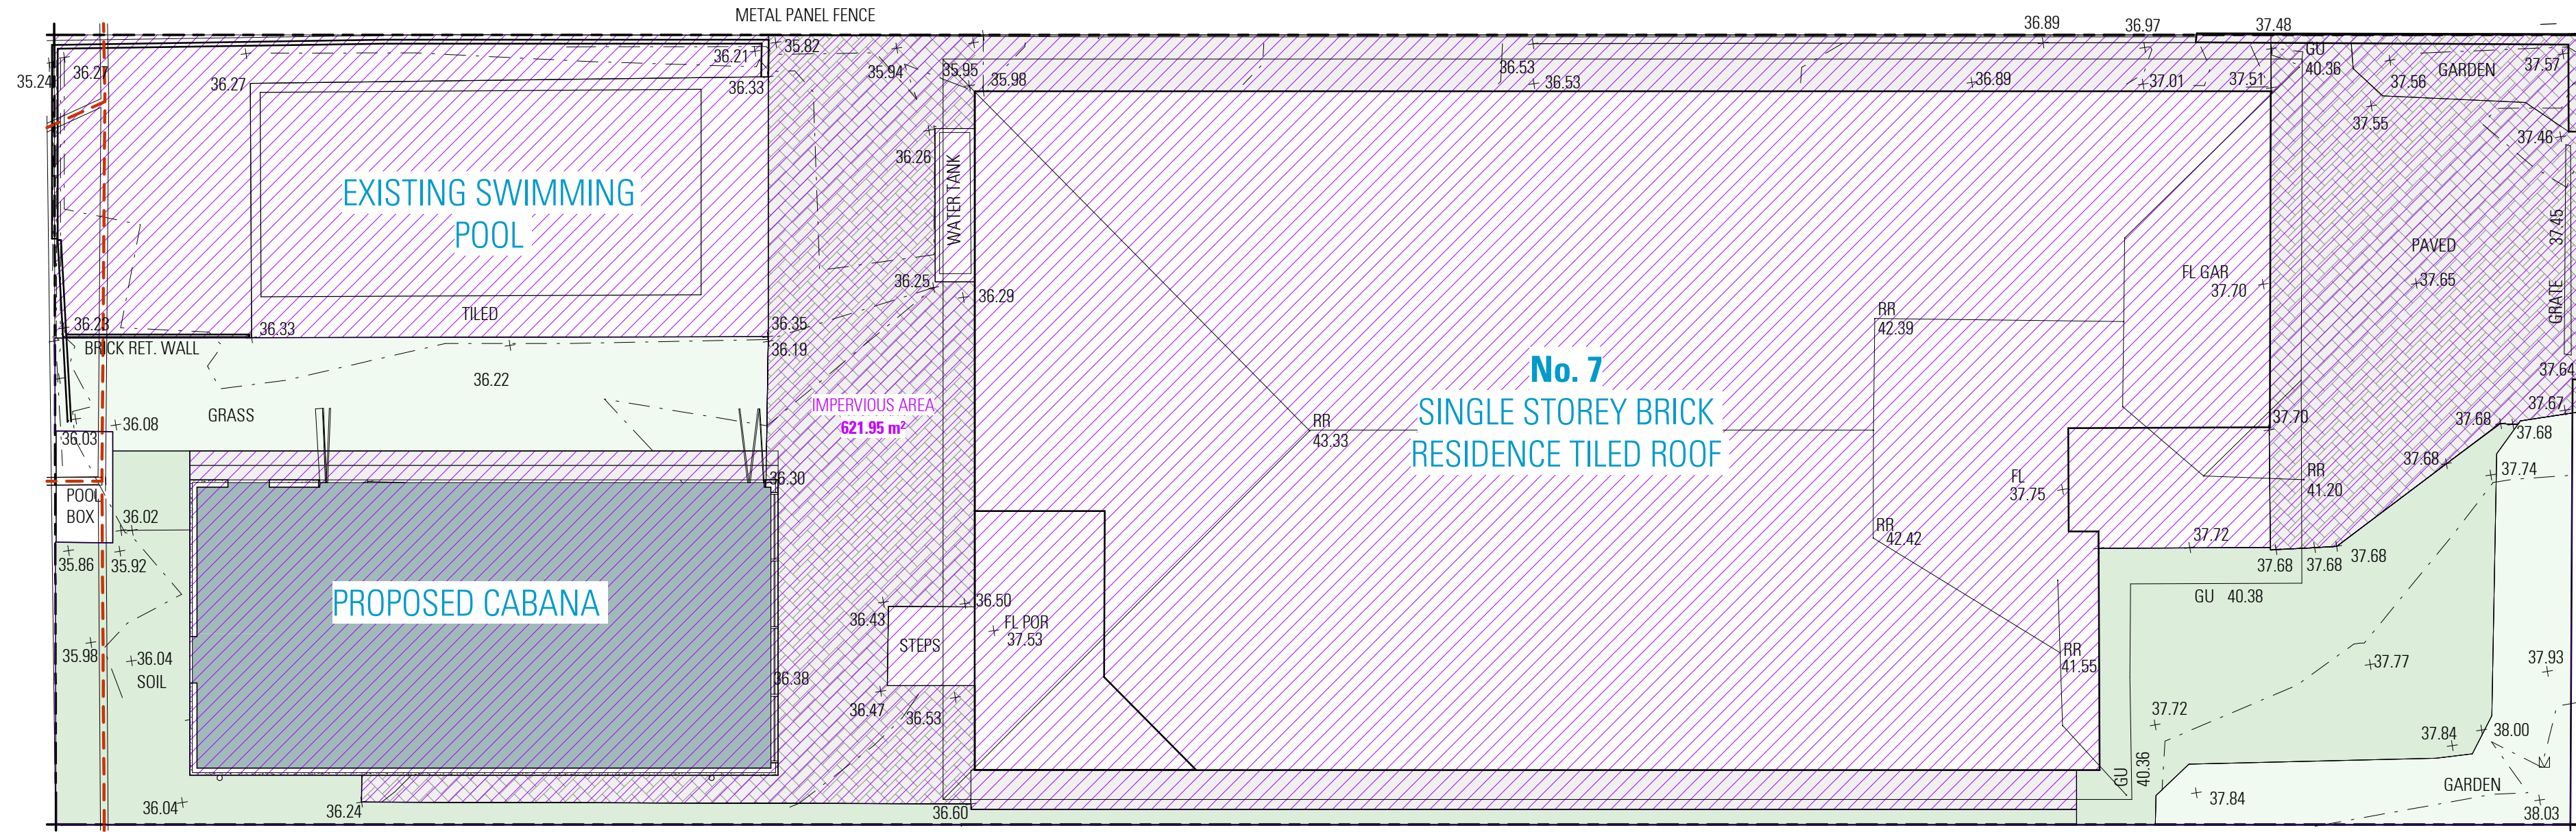 METAL PANEL FENCE
36.89
36.97
37.48
35.24
36.27
36.27
36.21
35.82
36.33
35.94
35.95
35.98
36.53
36.53
36.89
37.01
37.51
GU
40.36
37.56
GARDEN
37.57
37.55
37.46
EXISTING SWIMMING
POOL
TILED
36.26
WATER TANK
36.25
36.29
36.23
36.33
36.35
36.19
BRICK RET. WALL
36.22
GRASS
36.08
36.03
IMPERVIOUS AREA
621.95 m²
RR
43.33
No. 7
SINGLE STOREY BRICK
RESIDENCE TILED ROOF
RR
42.39
FL GAR
37.70
PAVED
37.65
37.45
GRATE
37.64
37.67
37.70
37.68
37.68
37.68
37.74
RR
41.20
FL
37.75
RR
42.42
37.72
37.68
37.68
37.68
36.30
POOL
BOX
36.02
35.86
35.92
PROPOSED CABANA
36.43
36.50
STEPS
FL POR
37.53
GU 40.38
35.98
36.04
SOIL
36.38
36.47
36.53
RR
41.55
37.77
37.93
37.72
37.84
38.00
GU
40.36
37.84
GARDEN
38.03
36.04
36.24
36.60